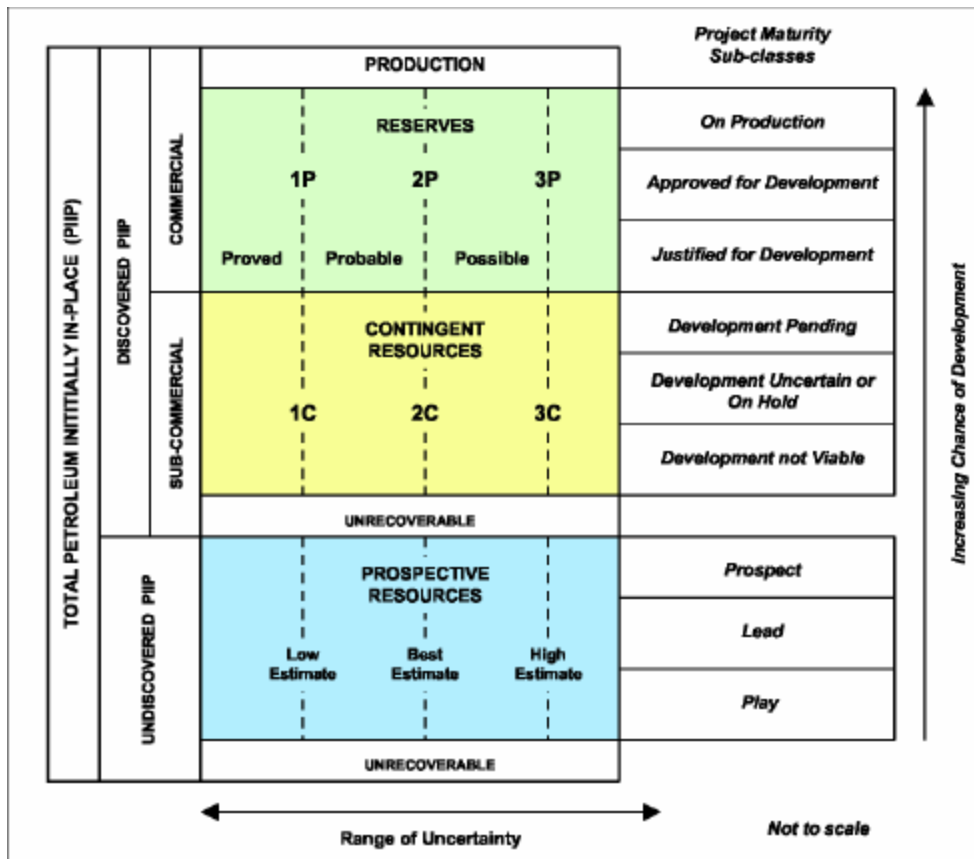 Project Maturity
Sub-classes
PRODUCTION
RESERVES
1P
2P
3P
Proved
Probable
Possible
On Production
Approved for Development
Justified for Development
CONTINGENT
RESOURCES
1C
2C
3C
Development Pending
Development Uncertain or
On Hold
Development not Viable
UNRECOVERABLE
PROSPECTIVE
RESOURCES
Low
Estimate
Best
Estimate
High
Estimate
Prospect
Lead
Play
UNRECOVERABLE
TOTAL PETROLEUM INITITIALLY IN-PLACE (PIIP)
DISCOVERED PIIP
UNDISCOVERED PIIP
COMMERCIAL
SUB-COMMERCIAL
Increasing Chance of Development
Range of Uncertainty
Not to scale